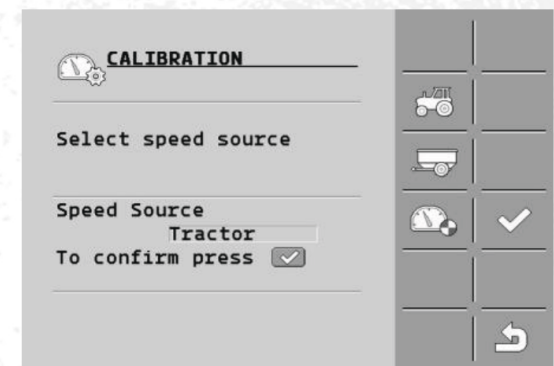 CALIBRATION
Select speed source
Speed Source
Tractor
To confirm press